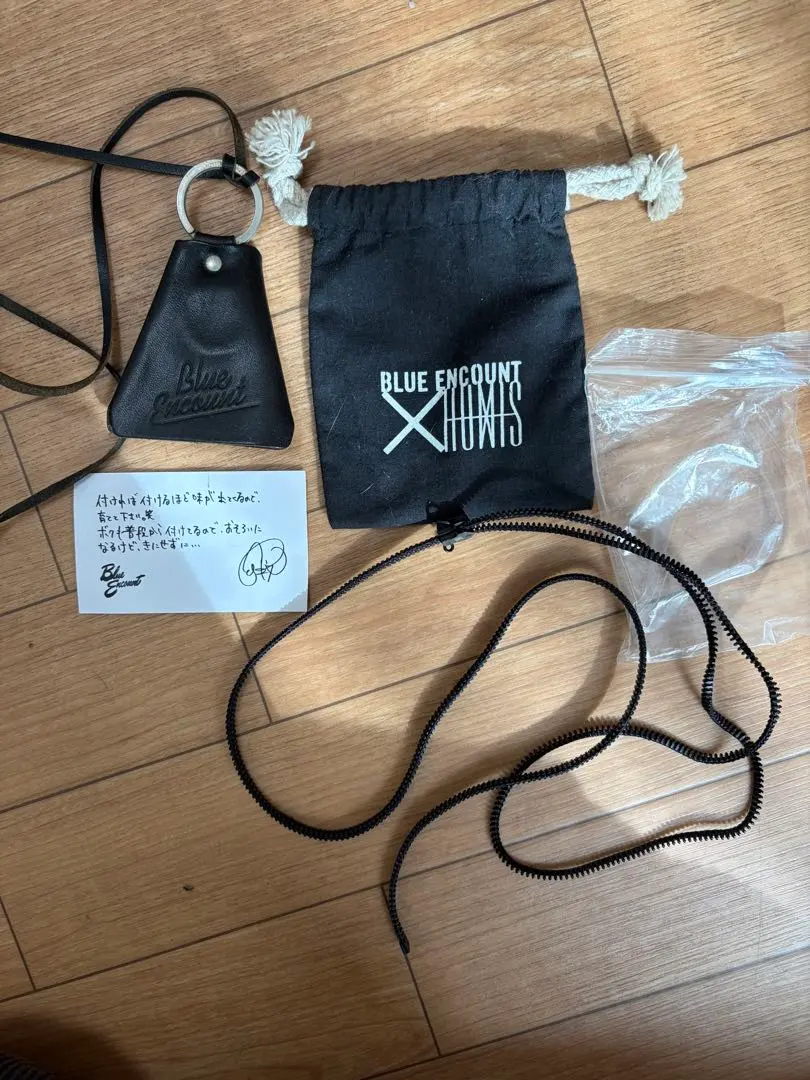 Blue
Encount
BLUE ENCOUNT
付ければ付けるほど味が出てくるので、
育てて下さい。笑
ボクも普段から付けてるので、おそろいに
なるけど、きにせずに...
Blue
Encount